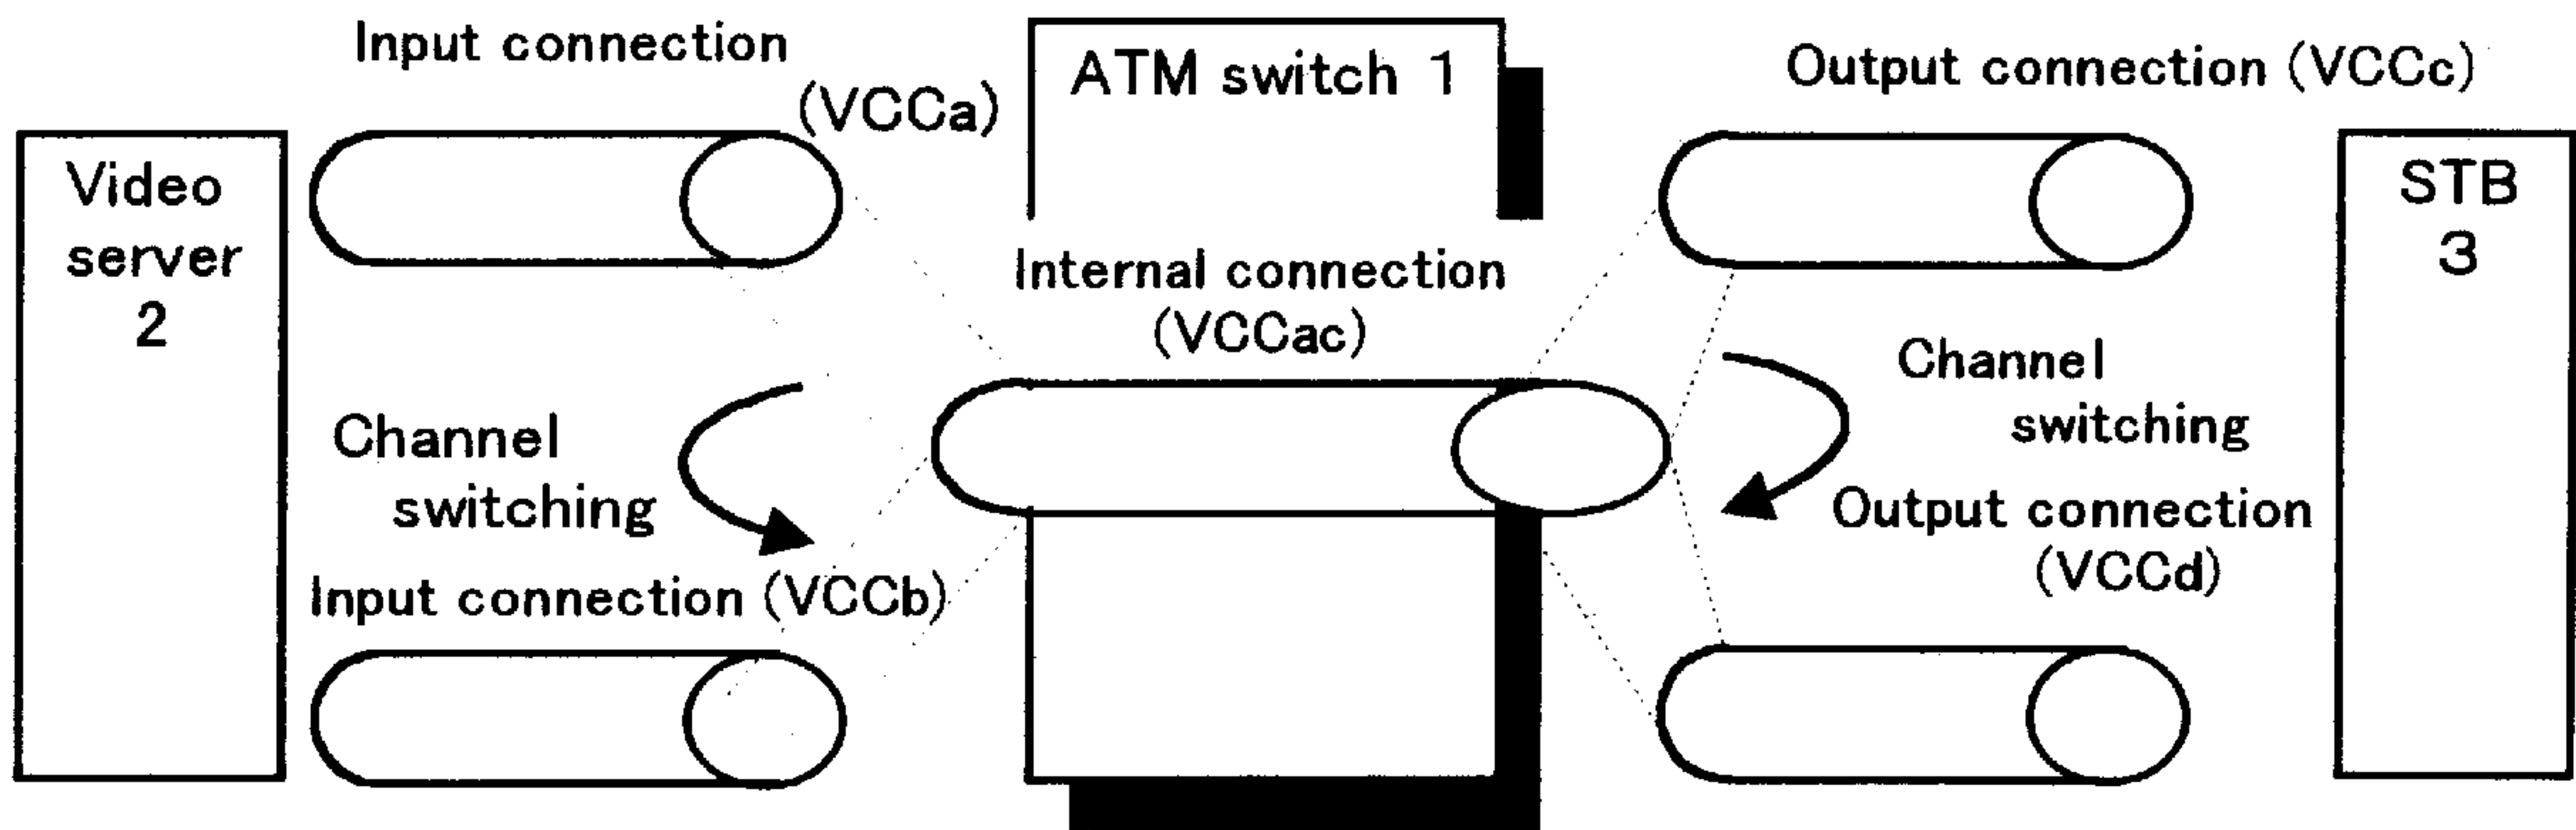 Input connection
(VCCa)
ATM switch 1
Output connection (VCCc)
Video
server
2
STB
3
Internal connection
(VCCac)
Channel
switching
Channel
switching
Input connection (VCCb)
Output connection
(VCCd)